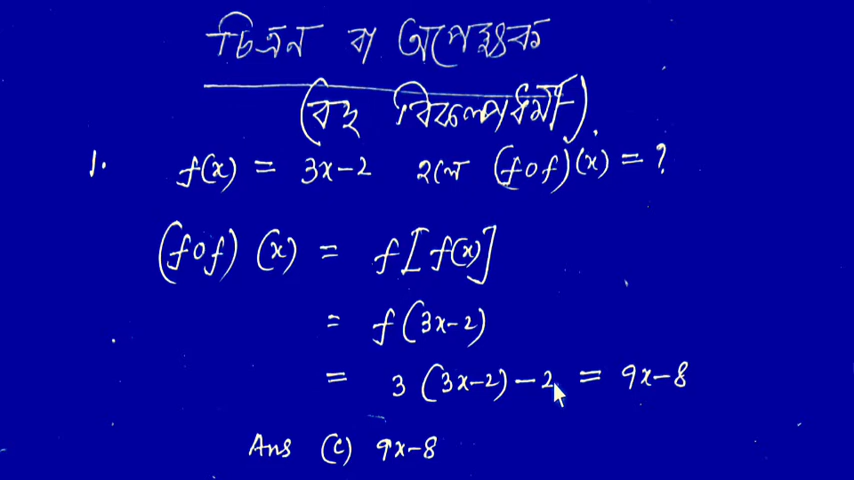 চিত্রন বা অপেক্ষক
(বহু বিকল্পধর্মী).
1. f(x) = 3x-2 হলে (fof)(x) = ?
(fof) (x) = f[f(x)]
= f(3x-2)
= 3 (3x-2) - 2 = 9x-8
Ans (c) 9x-8